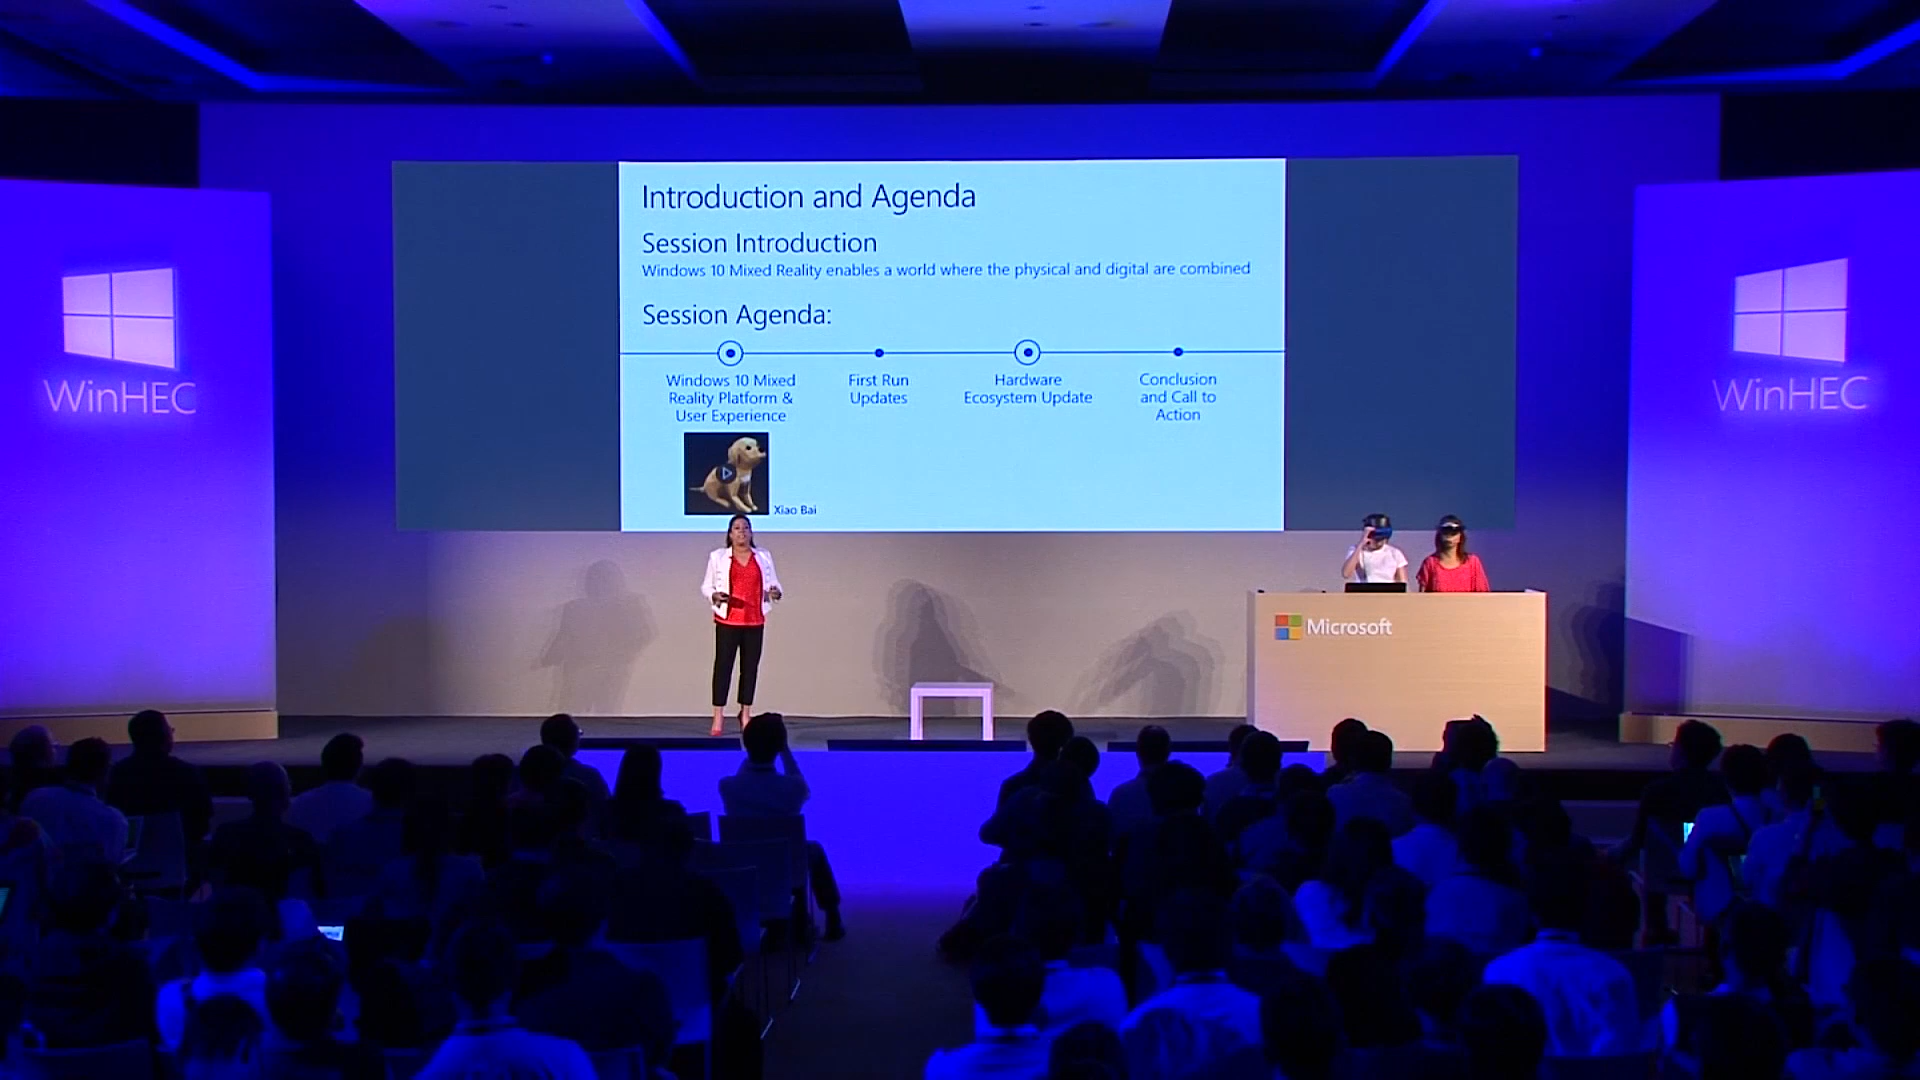 Introduction and Agenda
Session Introduction
Windows 10 Mixed Reality enables a world where the physical and digital are combined
Session Agenda:
Windows 10 Mixed
Reality Platform &
User Experience
First Run
Updates
Hardware
Ecosystem Update
Conclusion
and Call to
Action
Xiao Bai
WinHEC
WinHEC
Microsoft